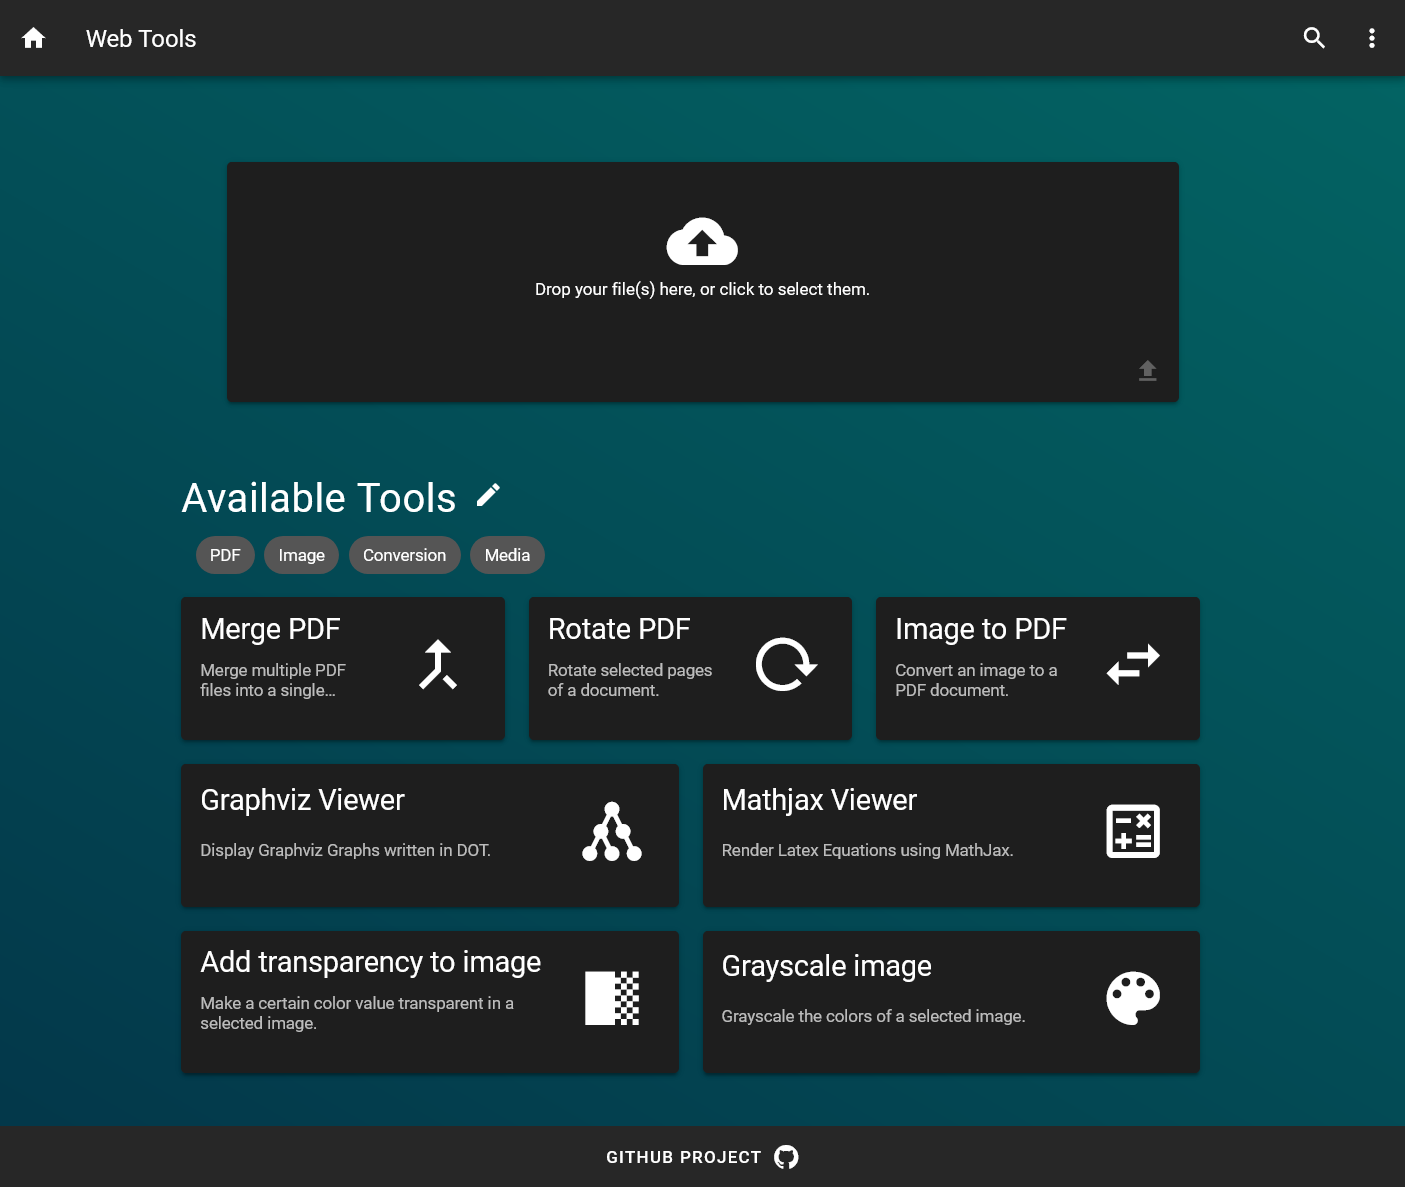 Web Tools
Drop your file(s) here, or click to select them.
Available Tools
PDF Image Conversion Media
Merge PDF
Merge multiple PDF
files into a single...
Rotate PDF
Rotate selected pages
of a document.
Image to PDF
Convert an image to a
PDF document.
Graphviz Viewer
Display Graphviz Graphs written in DOT.
Mathjax Viewer
Render Latex Equations using MathJax.
Add transparency to image
Make a certain color value transparent in a
selected image.
Grayscale image
Grayscale the colors of a selected image.
GITHUB PROJECT